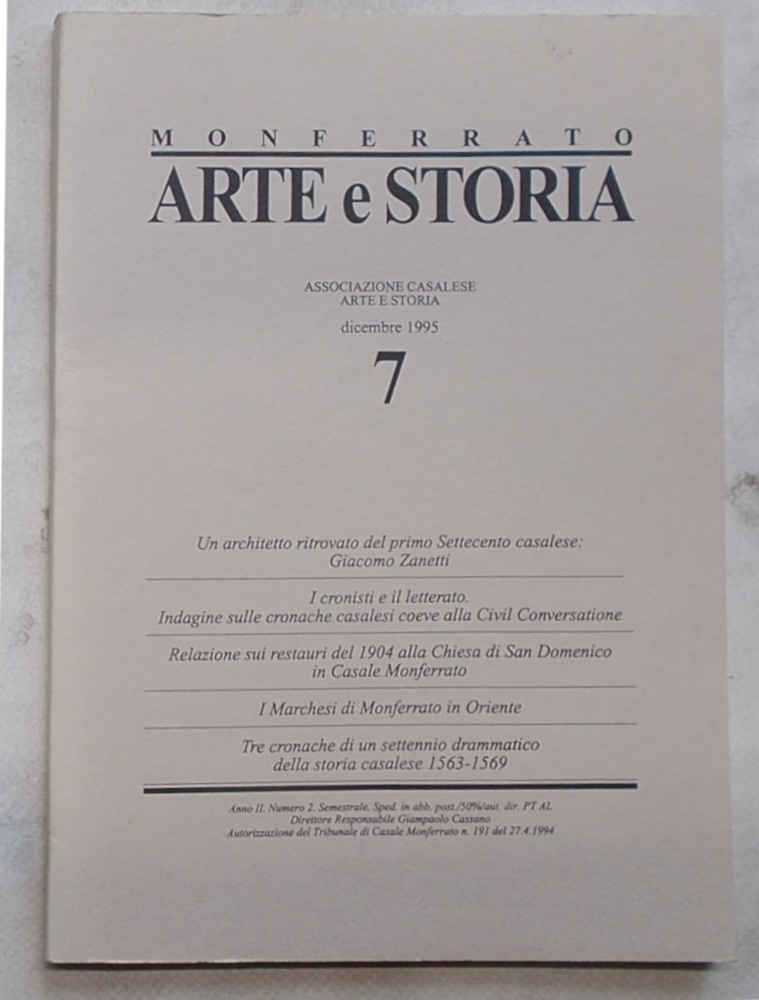 MONFERRATO
ARTE e STORIA
ASSOCIAZIONE CASALESE
ARTE E STORIA
dicembre 1995
7
Un architetto ritrovato del primo Settecento casalese:
Giacomo Zanetti
I cronisti e il letterato.
Indagine sulle cronache casalesi coeve alla Civil Conversatione
Relazione sui restauri del 1904 alla Chiesa di San Domenico
in Casale Monferrato
I Marchesi di Monferrato in Oriente
Tre cronache di un settennio drammatico
della storia casalese 1563-1569
Anno II. Numero 2. Semestrale. Sped. in abb. post./50%/aut. dir. PT AL
Direttore Responsabile Giampaolo Cassano
Autorizzazione del Tribunale di Casale Monferrato n. 191 del 27.4.1994